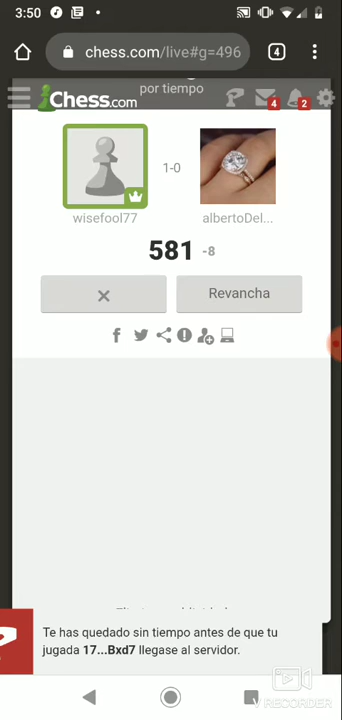 3:50
chess.com/live#g=496
4
por tiempo
Chess.com
4
2
1-0
wisefool77
albertoDel...
581 -8
Revancha
Te has quedado sin tiempo antes de que tu
jugada 17...Bxd7 llegase al servidor.
V RECORDER